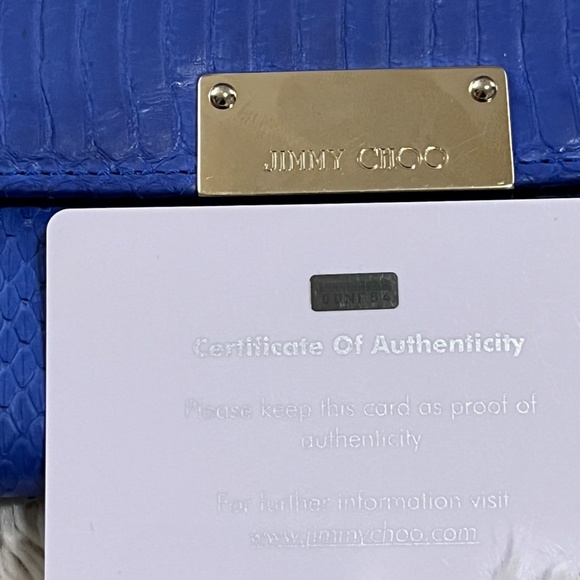 JIMMY CHOO
Certificate Of Authenticity
Please keep this card as proof of
authenticity
For further information visit
www.jimmychoo.com